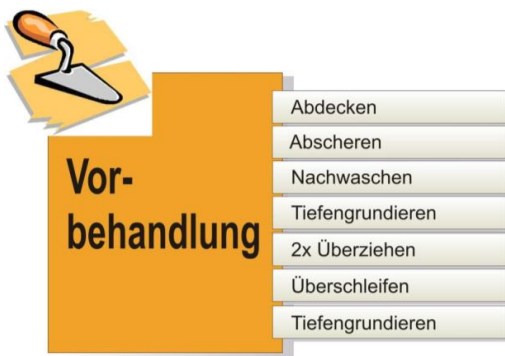 Vor-
behandlung
Abdecken
Abscheren
Nachwaschen
Tiefengrundieren
2x Überziehen
Überschleifen
Tiefengrundieren